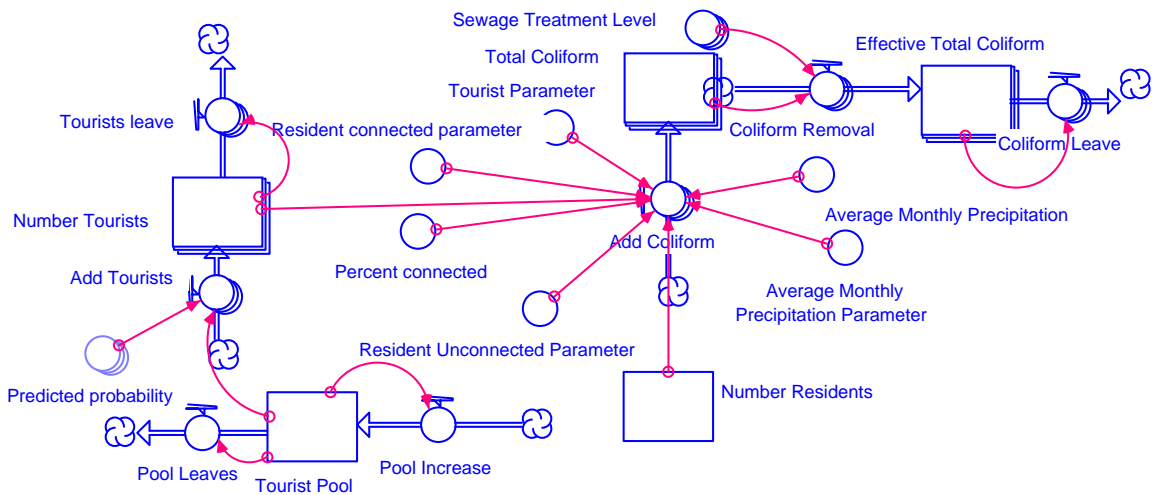 Sewage Treatment Level
Total Coliform
Effective Total Coliform
Tourist Parameter
Tourists leave
Resident connected parameter
Coliform Removal
Coliform Leave
Number Tourists
Average Monthly Precipitation
Add Coliform
Percent connected
Add Tourists
Average Monthly
Precipitation Parameter
Resident Unconnected Parameter
Predicted probability
Number Residents
Pool Leaves
Pool Increase
Tourist Pool